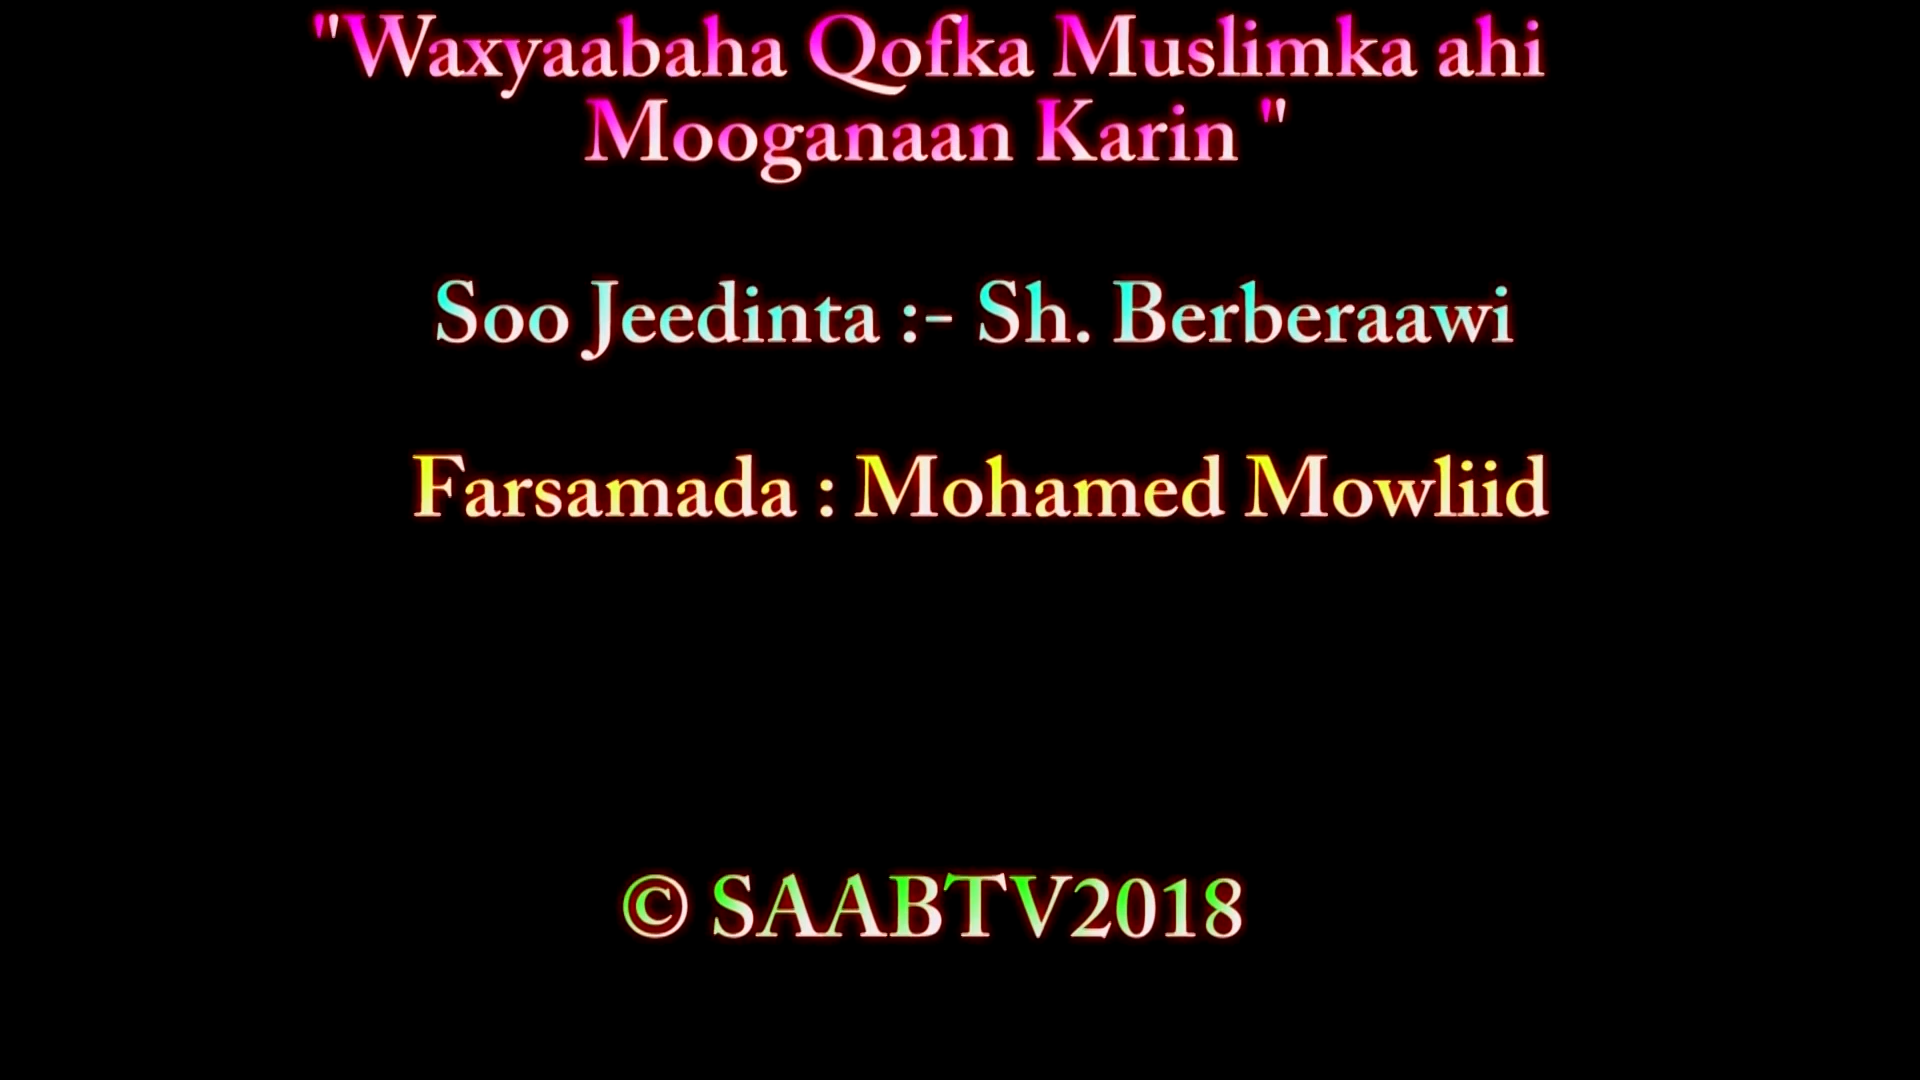 "Waxyaabaha Qofka Muslimka ahi
Mooganaan Karin "
Soo Jeedinta :- Sh. Berberaawi
Farsamada : Mohamed Mowliid
© SAABTV2018